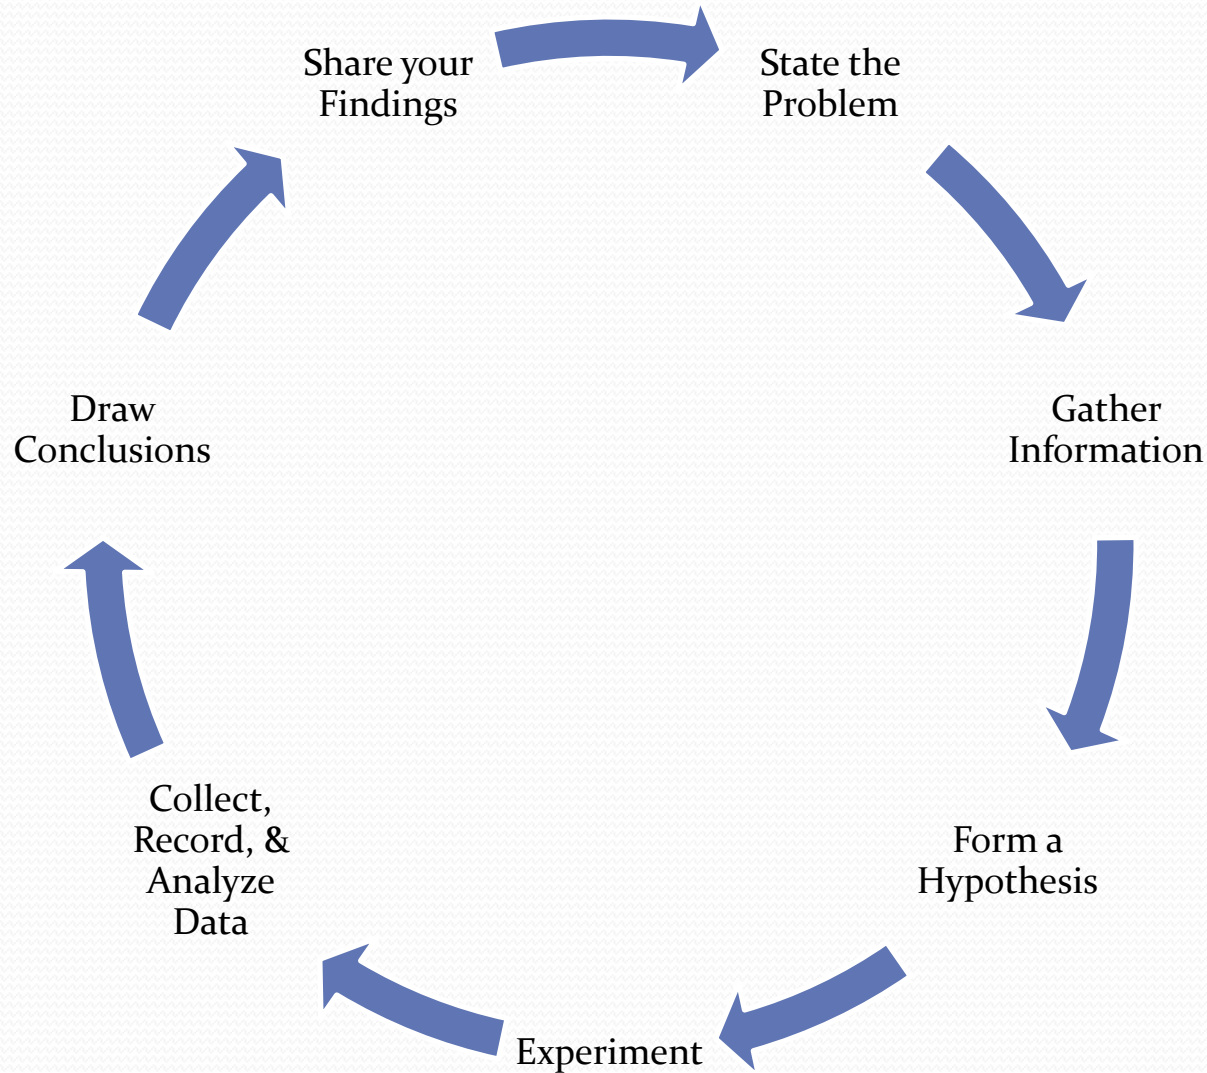 State the
Problem
Gather
Information
Form a
Hypothesis
Experiment
Collect,
Record, &
Analyze
Data
Draw
Conclusions
Share your
Findings